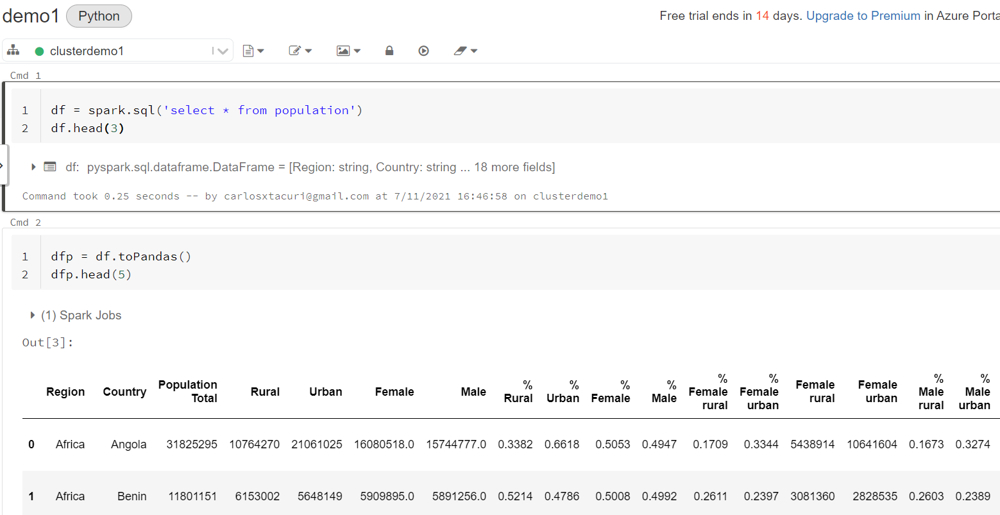 demo1 Python
Free trial ends in 14 days. Upgrade to Premium in Azure Porta
clusterdemo1
Cmd 1
1 df = spark.sql('select * from population')
2 df.head(3)
df: pyspark.sql.dataframe.DataFrame = [Region: string, Country: string ... 18 more fields]
Command took 0.25 seconds -- by carlosxtacuri@gmail.com at 7/11/2021 16:46:58 on clusterdemo1
Cmd 2
1 dfp = df.toPandas()
2 dfp.head(5)
(1) Spark Jobs
Out[3]:
Region Country Population Total Rural Urban Female Male % Rural % Urban % Female % Male % Female rural % Female urban Female rural Female urban % Male rural % Male urban
0 Africa Angola 31825295 10764270 21061025 16080518.0 15744777.0 0.3382 0.6618 0.5053 0.4947 0.1709 0.3344 5438914 10641604 0.1673 0.3274
1 Africa Benin 11801151 6153002 5648149 5909895.0 5891256.0 0.5214 0.4786 0.5008 0.4992 0.2611 0.2397 3081360 2828535 0.2603 0.2389